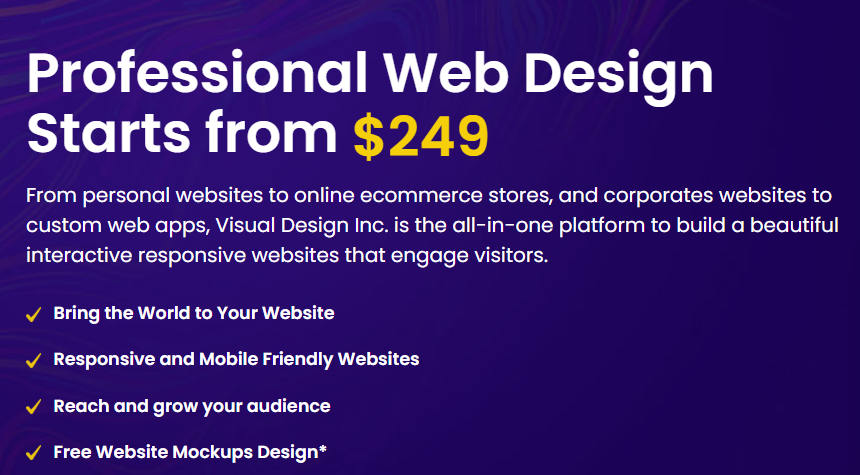 Professional Web Design
Starts from $249
From personal websites to online ecommerce stores, and corporates websites to
custom web apps, Visual Design Inc. is the all-in-one platform to build a beautiful
interactive responsive websites that engage visitors.
Bring the World to Your Website
Responsive and Mobile Friendly Websites
Reach and grow your audience
Free Website Mockups Design*